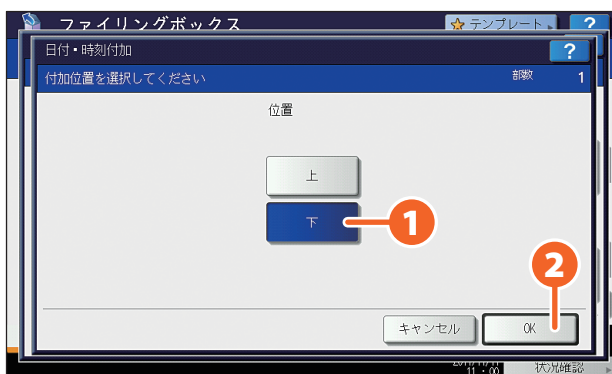 ファイリングボックス
テンプレート
?
日付・時刻付加
?
付加位置を選択してください
部数 1
位置
上
下
1
2
キャンセル
OK
11:00
状況確認